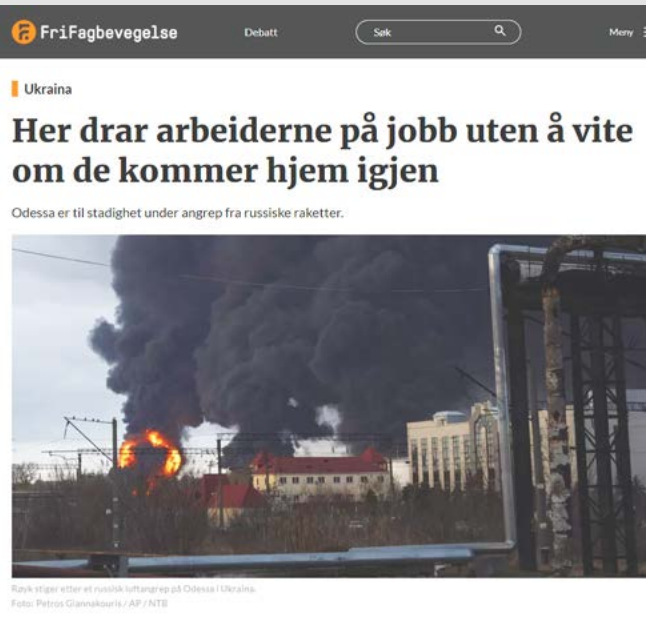 FriFagbevegelse
Debatt
Søk
Meny
Ukraina
Her drar arbeiderne på jobb uten å vite
om de kommer hjem igjen
Odessa er til stadighet under angrep fra russiske raketter.
Røyk stiger etter et russisk luftangrep på Odessa i Ukraina.
Foto: Petros Giannakouris / AP / NTB